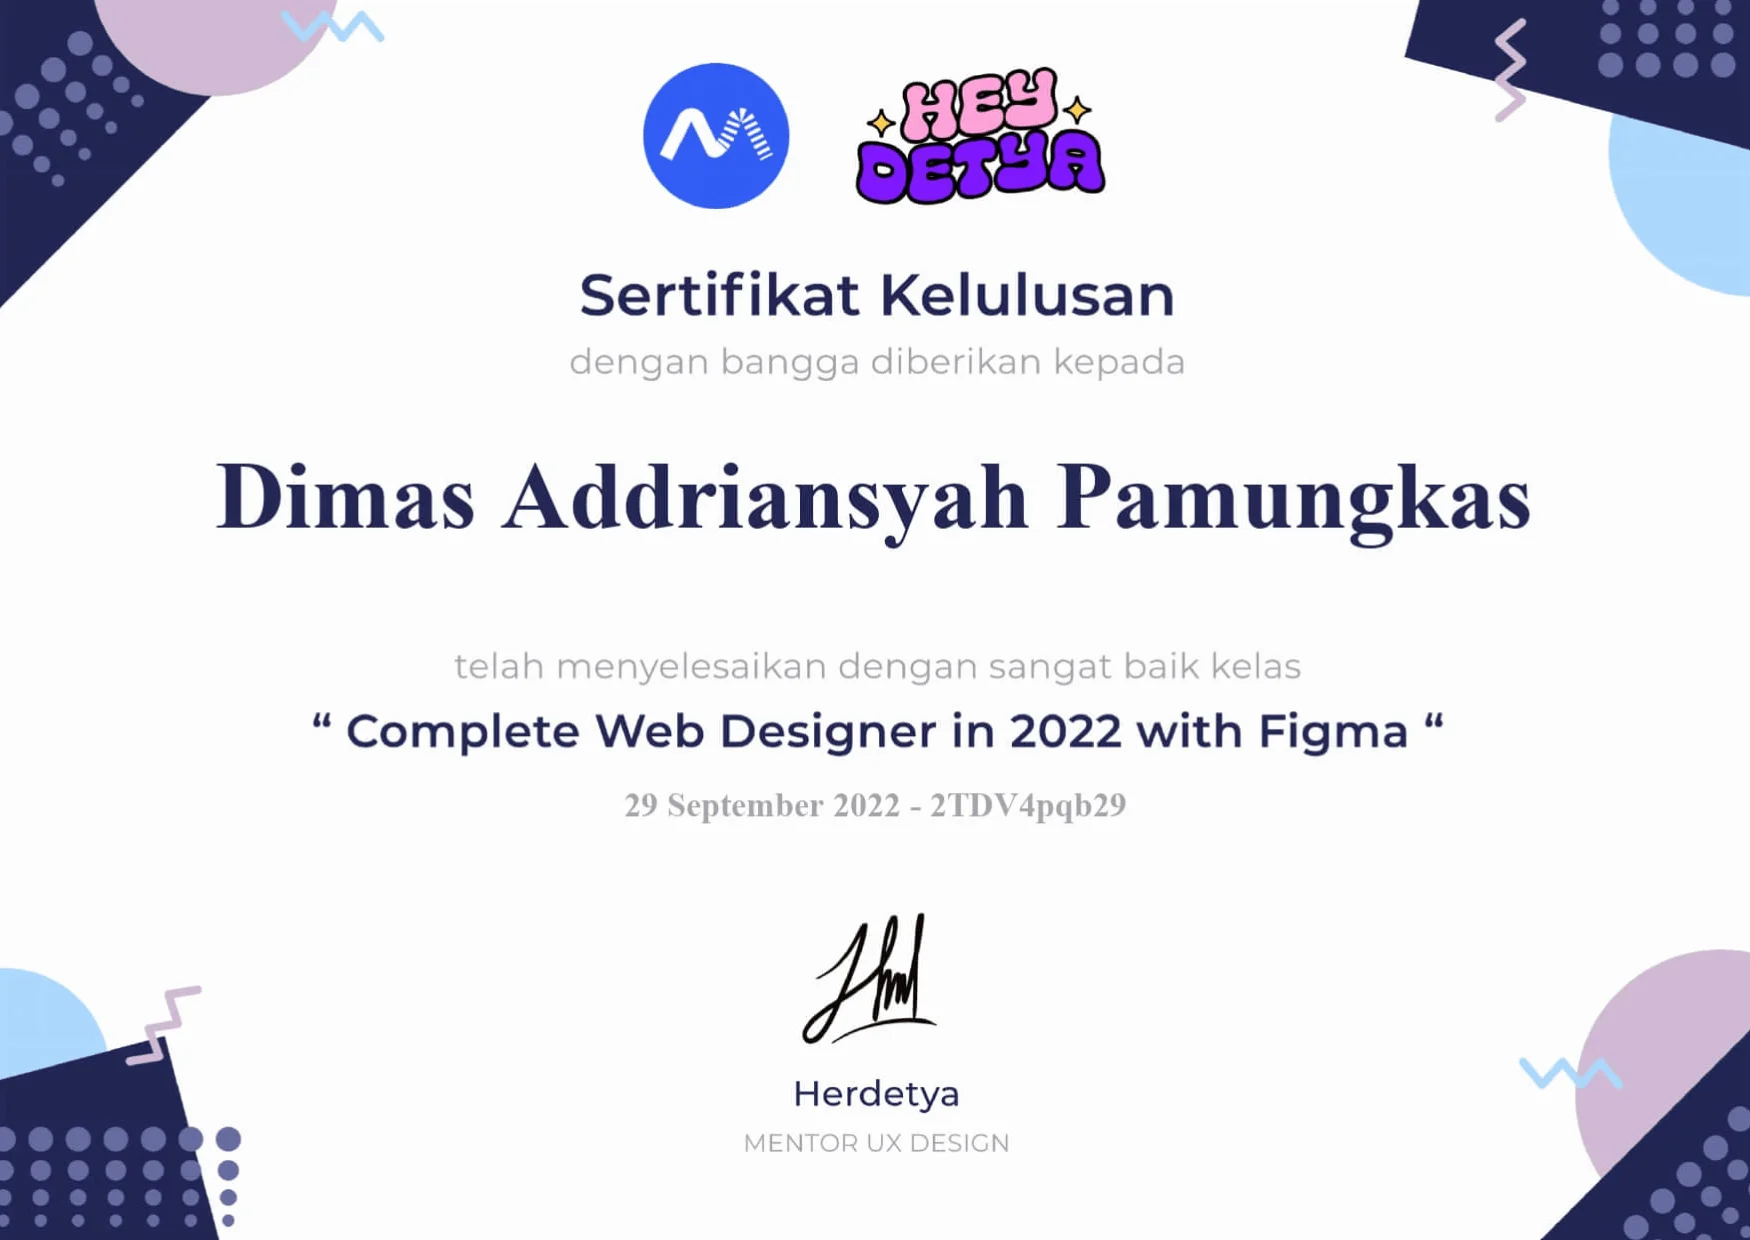 HEY
DETYA
Sertifikat Kelulusan
dengan bangga diberikan kepada
Dimas Addriansyah Pamungkas
telah menyelesaikan dengan sangat baik kelas
“ Complete Web Designer in 2022 with Figma “
29 September 2022 - 2TDV4pqb29
Herdetya
MENTOR UX DESIGN